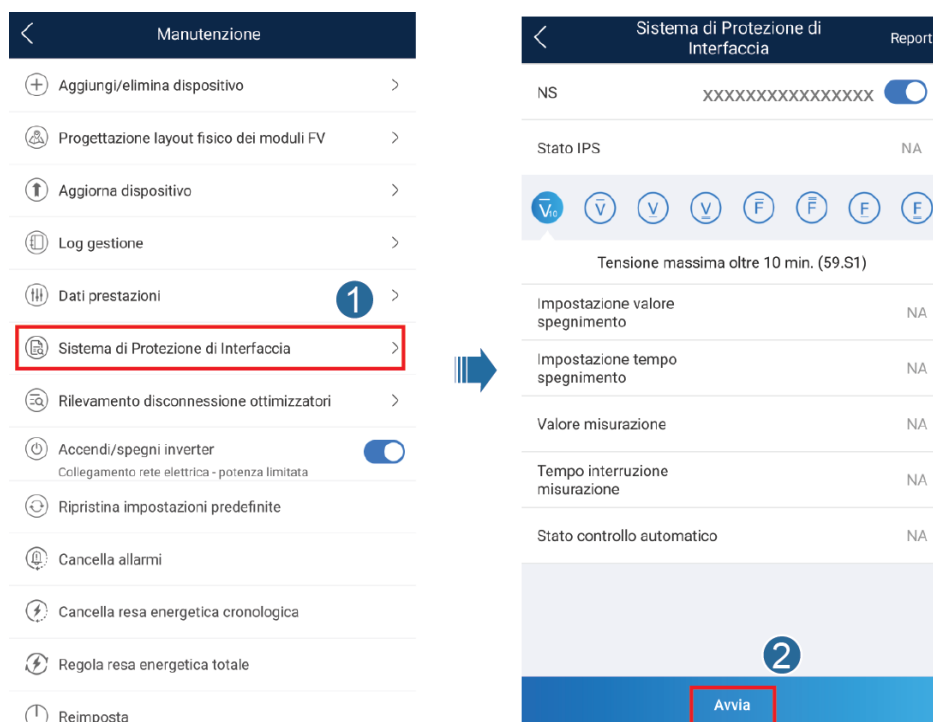 Manutenzione
Aggiungi/elimina dispositivo
Progettazione layout fisico dei moduli FV
Aggiorna dispositivo
Log gestione
Dati prestazioni
1
Sistema di Protezione di Interfaccia
Rilevamento disconnessione ottimizzatori
Accendi/spegni inverter
Collegamento rete elettrica - potenza limitata
Ripristina impostazioni predefinite
Cancella allarmi
Cancella resa energetica cronologica
Regola resa energetica totale
Reimposta
Sistema di Protezione di
Interfaccia
Report
NS XXXXXXXXXXXXXXXX
Stato IPS NA
V10 V V V F F F F
Tensione massima oltre 10 min. (59.S1)
Impostazione valore
spegnimento NA
Impostazione tempo
spegnimento NA
Valore misurazione NA
Tempo interruzione
misurazione NA
Stato controllo automatico NA
2
Avvia